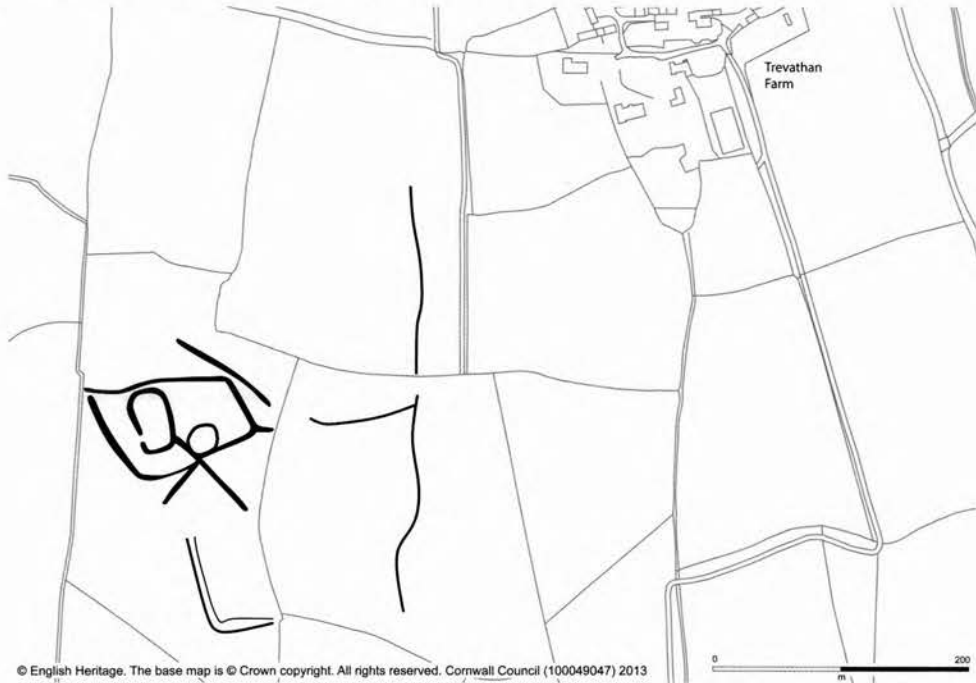 Trevathan
Farm
© English Heritage. The base map is © Crown copyright. All rights reserved. Cornwall Council (100049047) 2013
0 200
m